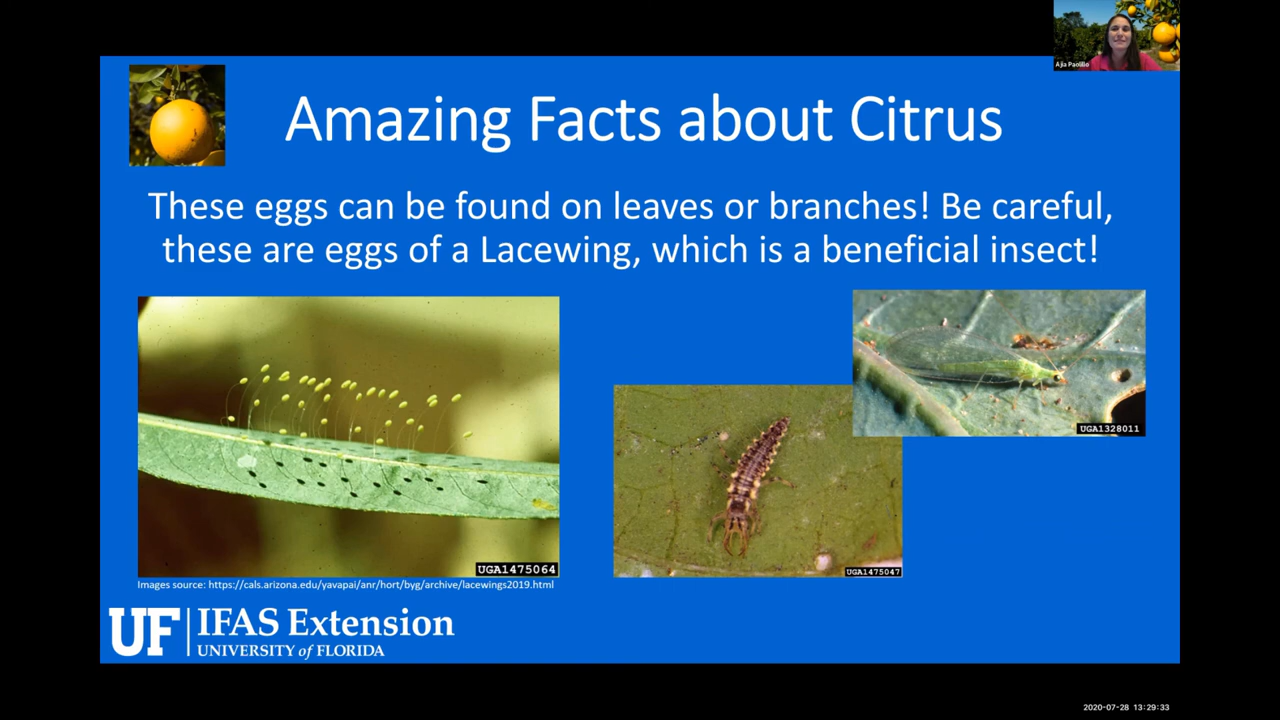 Ajia Paolillo
Amazing Facts about Citrus
These eggs can be found on leaves or branches! Be careful,
these are eggs of a Lacewing, which is a beneficial insect!
UGA1328011
UGA1475064
UGA1475047
Images source: https://cals.arizona.edu/yavapai/anr/hort/byg/archive/lacewings2019.html
UF IFAS Extension
UNIVERSITY of FLORIDA
2020-07-28 13:29:33